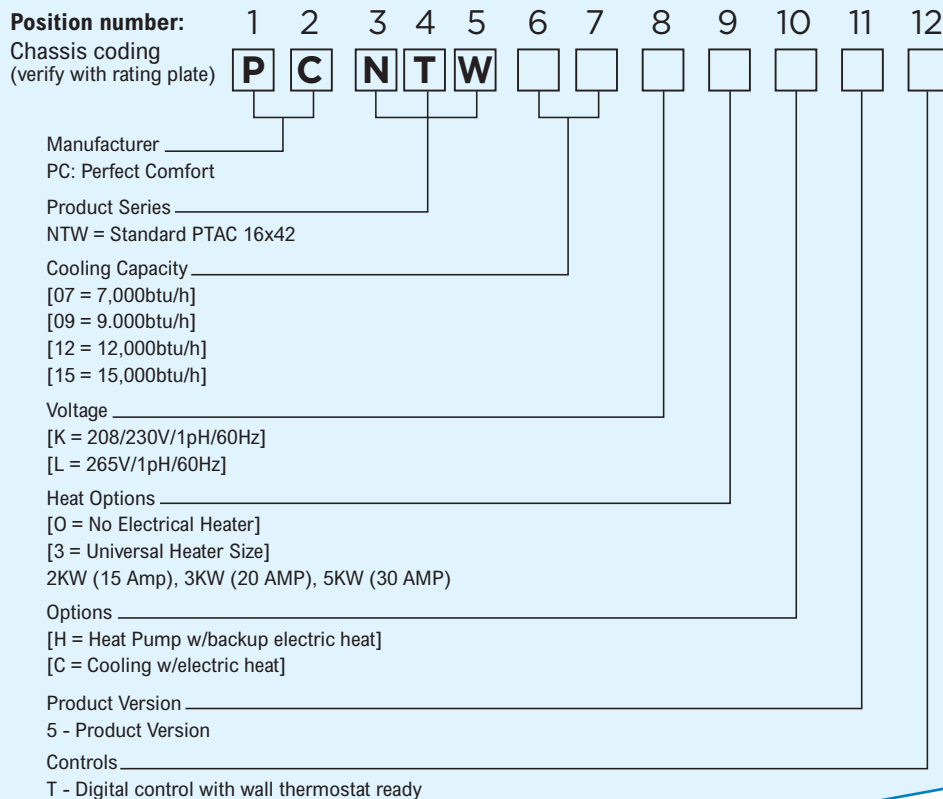 Position number: 1 2 3 4 5 6 7 8 9 10 11 12
Chassis coding
(verify with rating plate) P C N T W
Manufacturer
PC: Perfect Comfort
Product Series
NTW = Standard PTAC 16x42
Cooling Capacity
[07 = 7,000btu/h]
[09 = 9.000btu/h]
[12 = 12,000btu/h]
[15 = 15,000btu/h]
Voltage
[K = 208/230V/1pH/60Hz]
[L = 265V/1pH/60Hz]
Heat Options
[O = No Electrical Heater]
[3 = Universal Heater Size]
2KW (15 Amp), 3KW (20 AMP), 5KW (30 AMP)
Options
[H = Heat Pump w/backup electric heat]
[C = Cooling w/electric heat]
Product Version
5 - Product Version
Controls
T - Digital control with wall thermostat ready